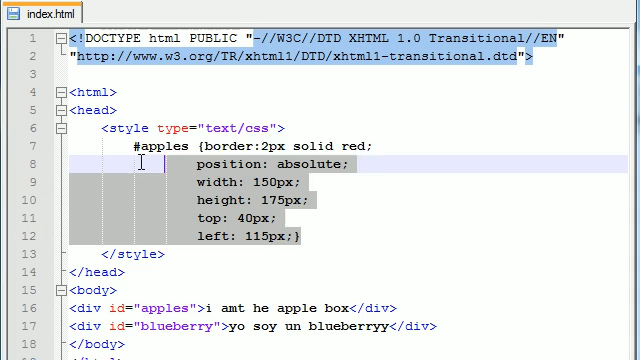 index.html
1 <!DOCTYPE html PUBLIC "-//W3C//DTD XHTML 1.0 Transitional//EN"
2 "http://www.w3.org/TR/xhtml1/DTD/xhtml1-transitional.dtd">
3
4 <html>
5 <head>
6 <style type="text/css">
7 #apples {border:2px solid red;
8 position: absolute;
9 width: 150px;
10 height: 175px;
11 top: 40px;
12 left: 115px;}
13 </style>
14 </head>
15 <body>
16 <div id="apples">i amt he apple box</div>
17 <div id="blueberry">yo soy un blueberryy</div>
18 </body>